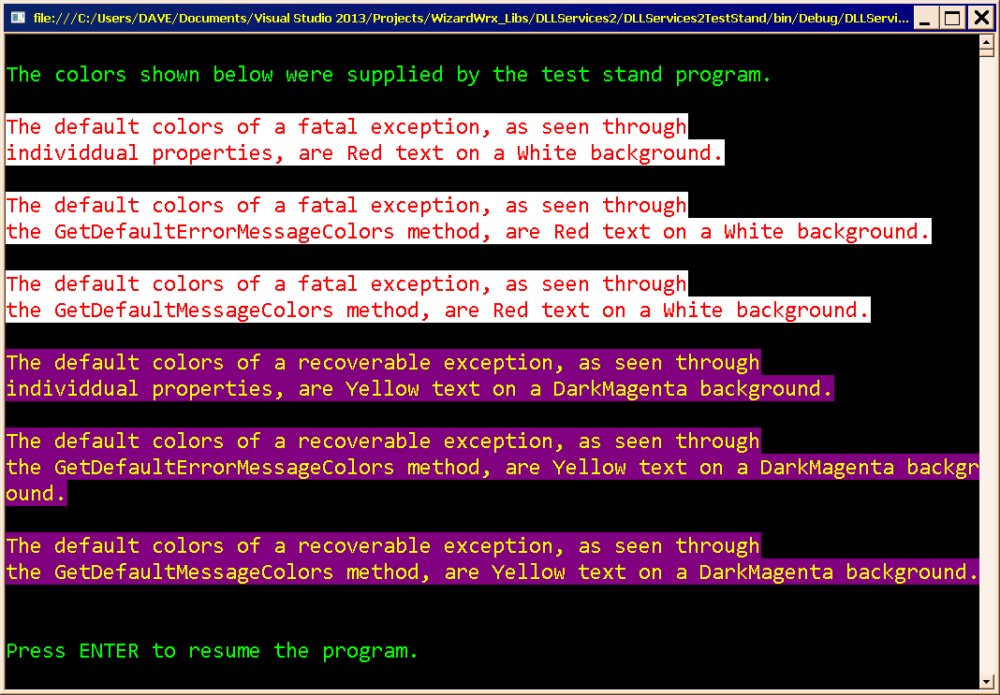 file:///C:/Users/DAVE/Documents/Visual Studio 2013/Projects/WizardWrx_Libs/DLLServices2/DLLServices2TestStand/bin/Debug/DLLServi...
The colors shown below were supplied by the test stand program.
The default colors of a fatal exception, as seen through
individdual properties, are Red text on a White background.
The default colors of a fatal exception, as seen through
the GetDefaultErrorMessageColors method, are Red text on a White background.
The default colors of a fatal exception, as seen through
the GetDefaultMessageColors method, are Red text on a White background.
The default colors of a recoverable exception, as seen through
individdual properties, are Yellow text on a DarkMagenta background.
The default colors of a recoverable exception, as seen through
the GetDefaultErrorMessageColors method, are Yellow text on a DarkMagenta backgr
ound.
The default colors of a recoverable exception, as seen through
the GetDefaultMessageColors method, are Yellow text on a DarkMagenta background.
Press ENTER to resume the program.